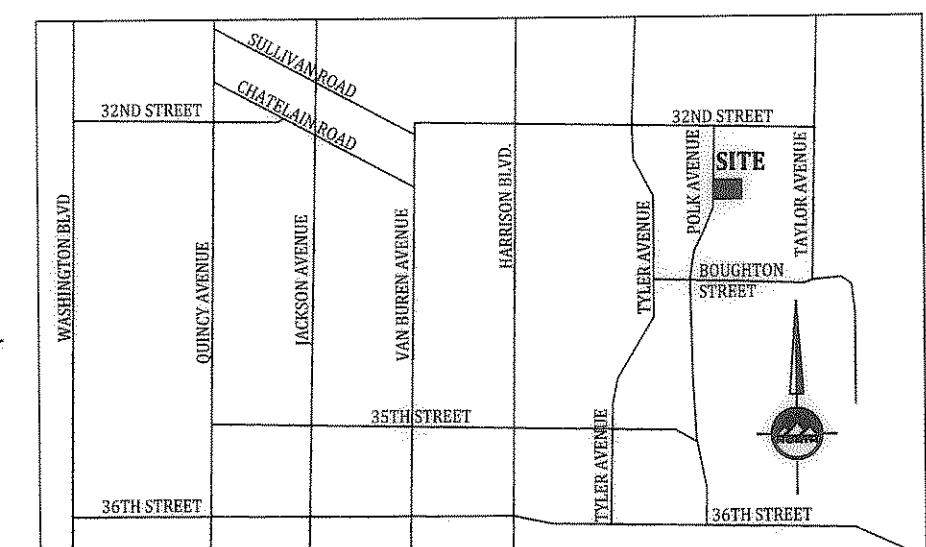 SULLIVAN ROAD
CHATELAIN ROAD
32ND STREET
32ND STREET
SITE
WASHINGTON BLVD
QUINCY AVENUE
JACKSON AVENUE
VAN BUREN AVENUE
HARRISON BLVD.
TYLER AVENUE
POLK AVENUE
TAYLOR AVENUE
BOUGHTON
STREET
35TH STREET
TYLER AVENUE
36TH STREET
36TH STREET